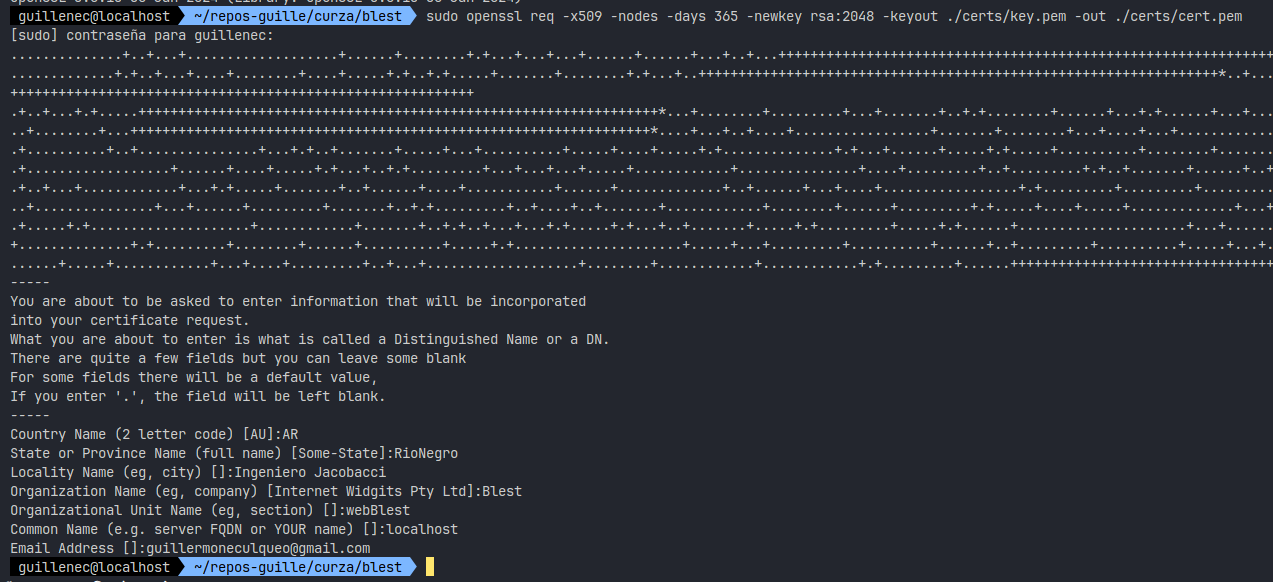 guillenec@localhost ~/repos-guille/curza/blest sudo openssl req -x509 -nodes -days 365 -newkey rsa:2048 -keyout ./certs/key.pem -out ./certs/cert.pem
[sudo] contraseña para guillenec:
-----
You are about to be asked to enter information that will be incorporated
into your certificate request.
What you are about to enter is what is called a Distinguished Name or a DN.
There are quite a few fields but you can leave some blank
For some fields there will be a default value,
If you enter '.', the field will be left blank.
-----
Country Name (2 letter code) [AU]:AR
State or Province Name (full name) [Some-State]:RioNegro
Locality Name (eg, city) []:Ingeniero Jacobacci
Organization Name (eg, company) [Internet Widgits Pty Ltd]:Blest
Organizational Unit Name (eg, section) []:webBlest
Common Name (e.g. server FQDN or YOUR name) []:localhost
Email Address []:guillermoneculqueo@gmail.com
guillenec@localhost ~/repos-guille/curza/blest